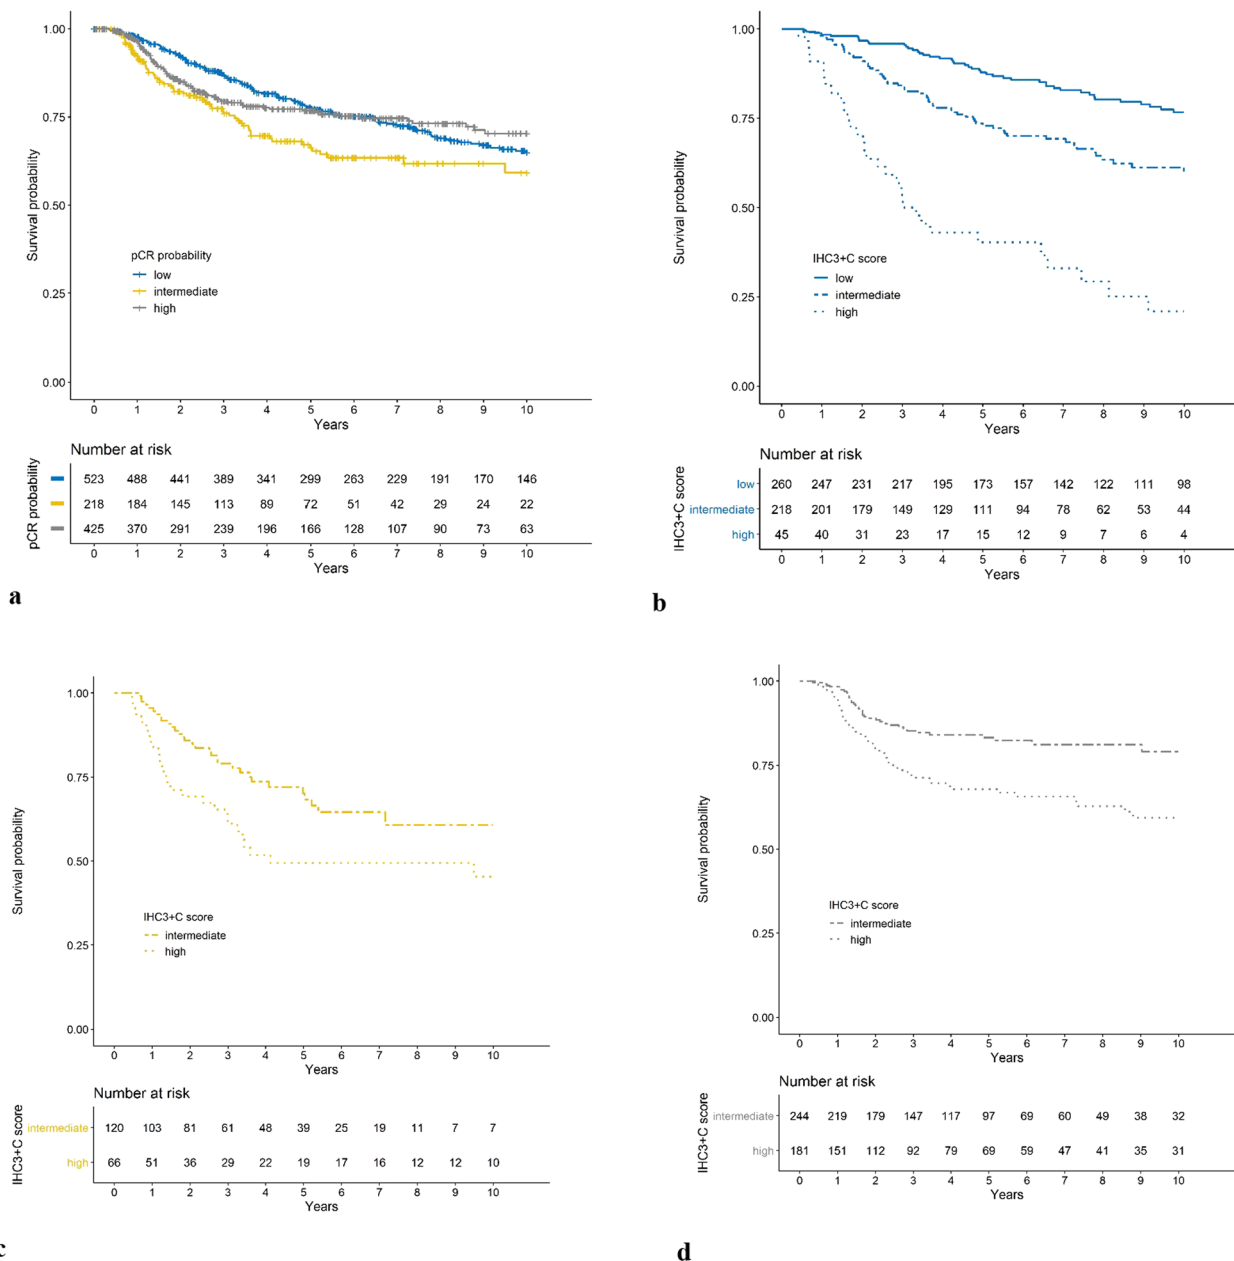 1.00
0.75
0.50
0.25
0.00
Survival probability
pCR probability
low
intermediate
high
0 1 2 3 4 5 6 7 8 9 10
Years
Number at risk
pCR probability
523 488 441 389 341 299 263 229 191 170 146
218 184 145 113 89 72 51 42 29 24 22
425 370 291 239 196 166 128 107 90 73 63
0 1 2 3 4 5 6 7 8 9 10
Years
a
1.00
0.75
0.50
0.25
0.00
Survival probability
IHC3+C score
low
intermediate
high
0 1 2 3 4 5 6 7 8 9 10
Years
Number at risk
IHC3+C score
low 260 247 231 217 195 173 157 142 122 111 98
intermediate 218 201 179 149 129 111 94 78 62 53 44
high 45 40 31 23 17 15 12 9 7 6 4
0 1 2 3 4 5 6 7 8 9 10
Years
b
1.00
0.75
0.50
0.25
0.00
Survival probability
IHC3+C score
intermediate
high
0 1 2 3 4 5 6 7 8 9 10
Years
Number at risk
IHC3+C score
intermediate 120 103 81 61 48 39 25 19 11 7 7
high 66 51 36 29 22 19 17 16 12 12 10
0 1 2 3 4 5 6 7 8 9 10
Years
c
1.00
0.75
0.50
0.25
0.00
Survival probability
IHC3+C score
intermediate
high
0 1 2 3 4 5 6 7 8 9 10
Years
Number at risk
IHC3+C score
intermediate 244 219 179 147 117 97 69 60 49 38 32
high 181 151 112 92 79 69 59 47 41 35 31
0 1 2 3 4 5 6 7 8 9 10
Years
d